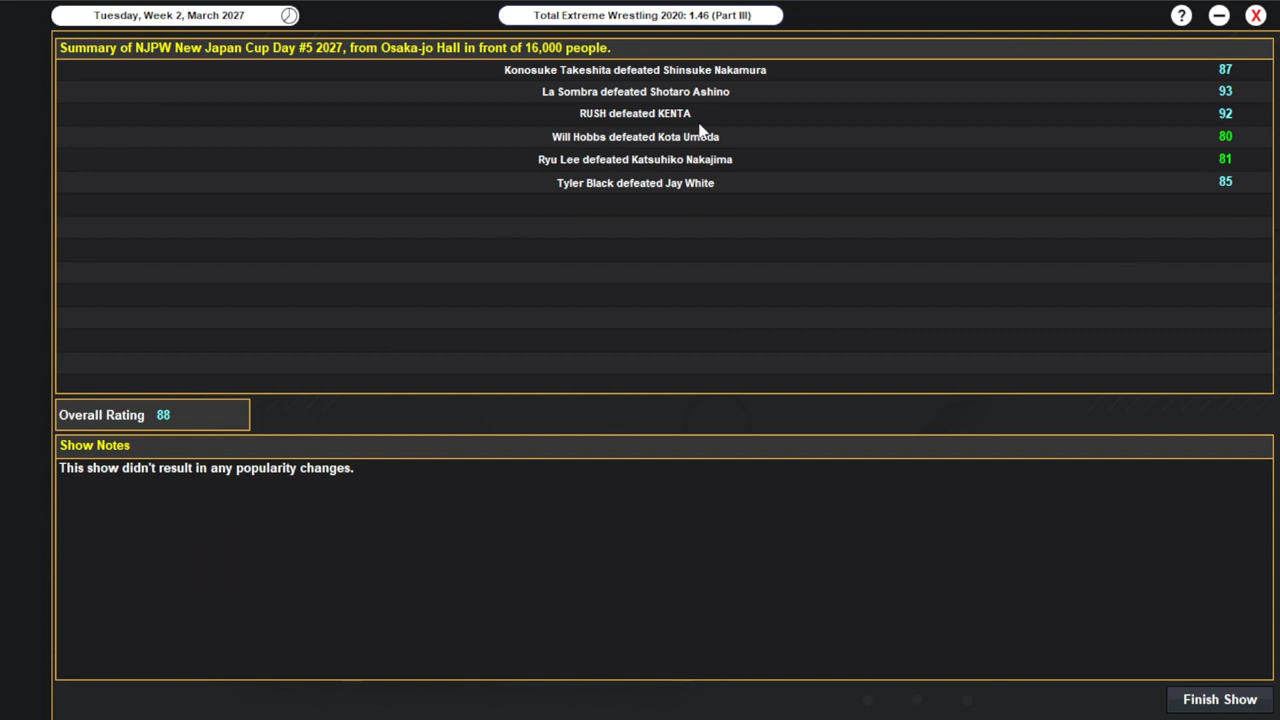 Tuesday, Week 2, March 2027
Total Extreme Wrestling 2020: 1.46 (Part III)
? X
Summary of NJPW New Japan Cup Day #5 2027, from Osaka-jo Hall in front of 16,000 people.
Konosuke Takeshita defeated Shinsuke Nakamura 87
La Sombra defeated Shotaro Ashino 93
RUSH defeated KENTA 92
Will Hobbs defeated Kota Umeda 80
Ryu Lee defeated Katsuhiko Nakajima 81
Tyler Black defeated Jay White 85
Overall Rating 88
Show Notes
This show didn't result in any popularity changes.
Finish Show